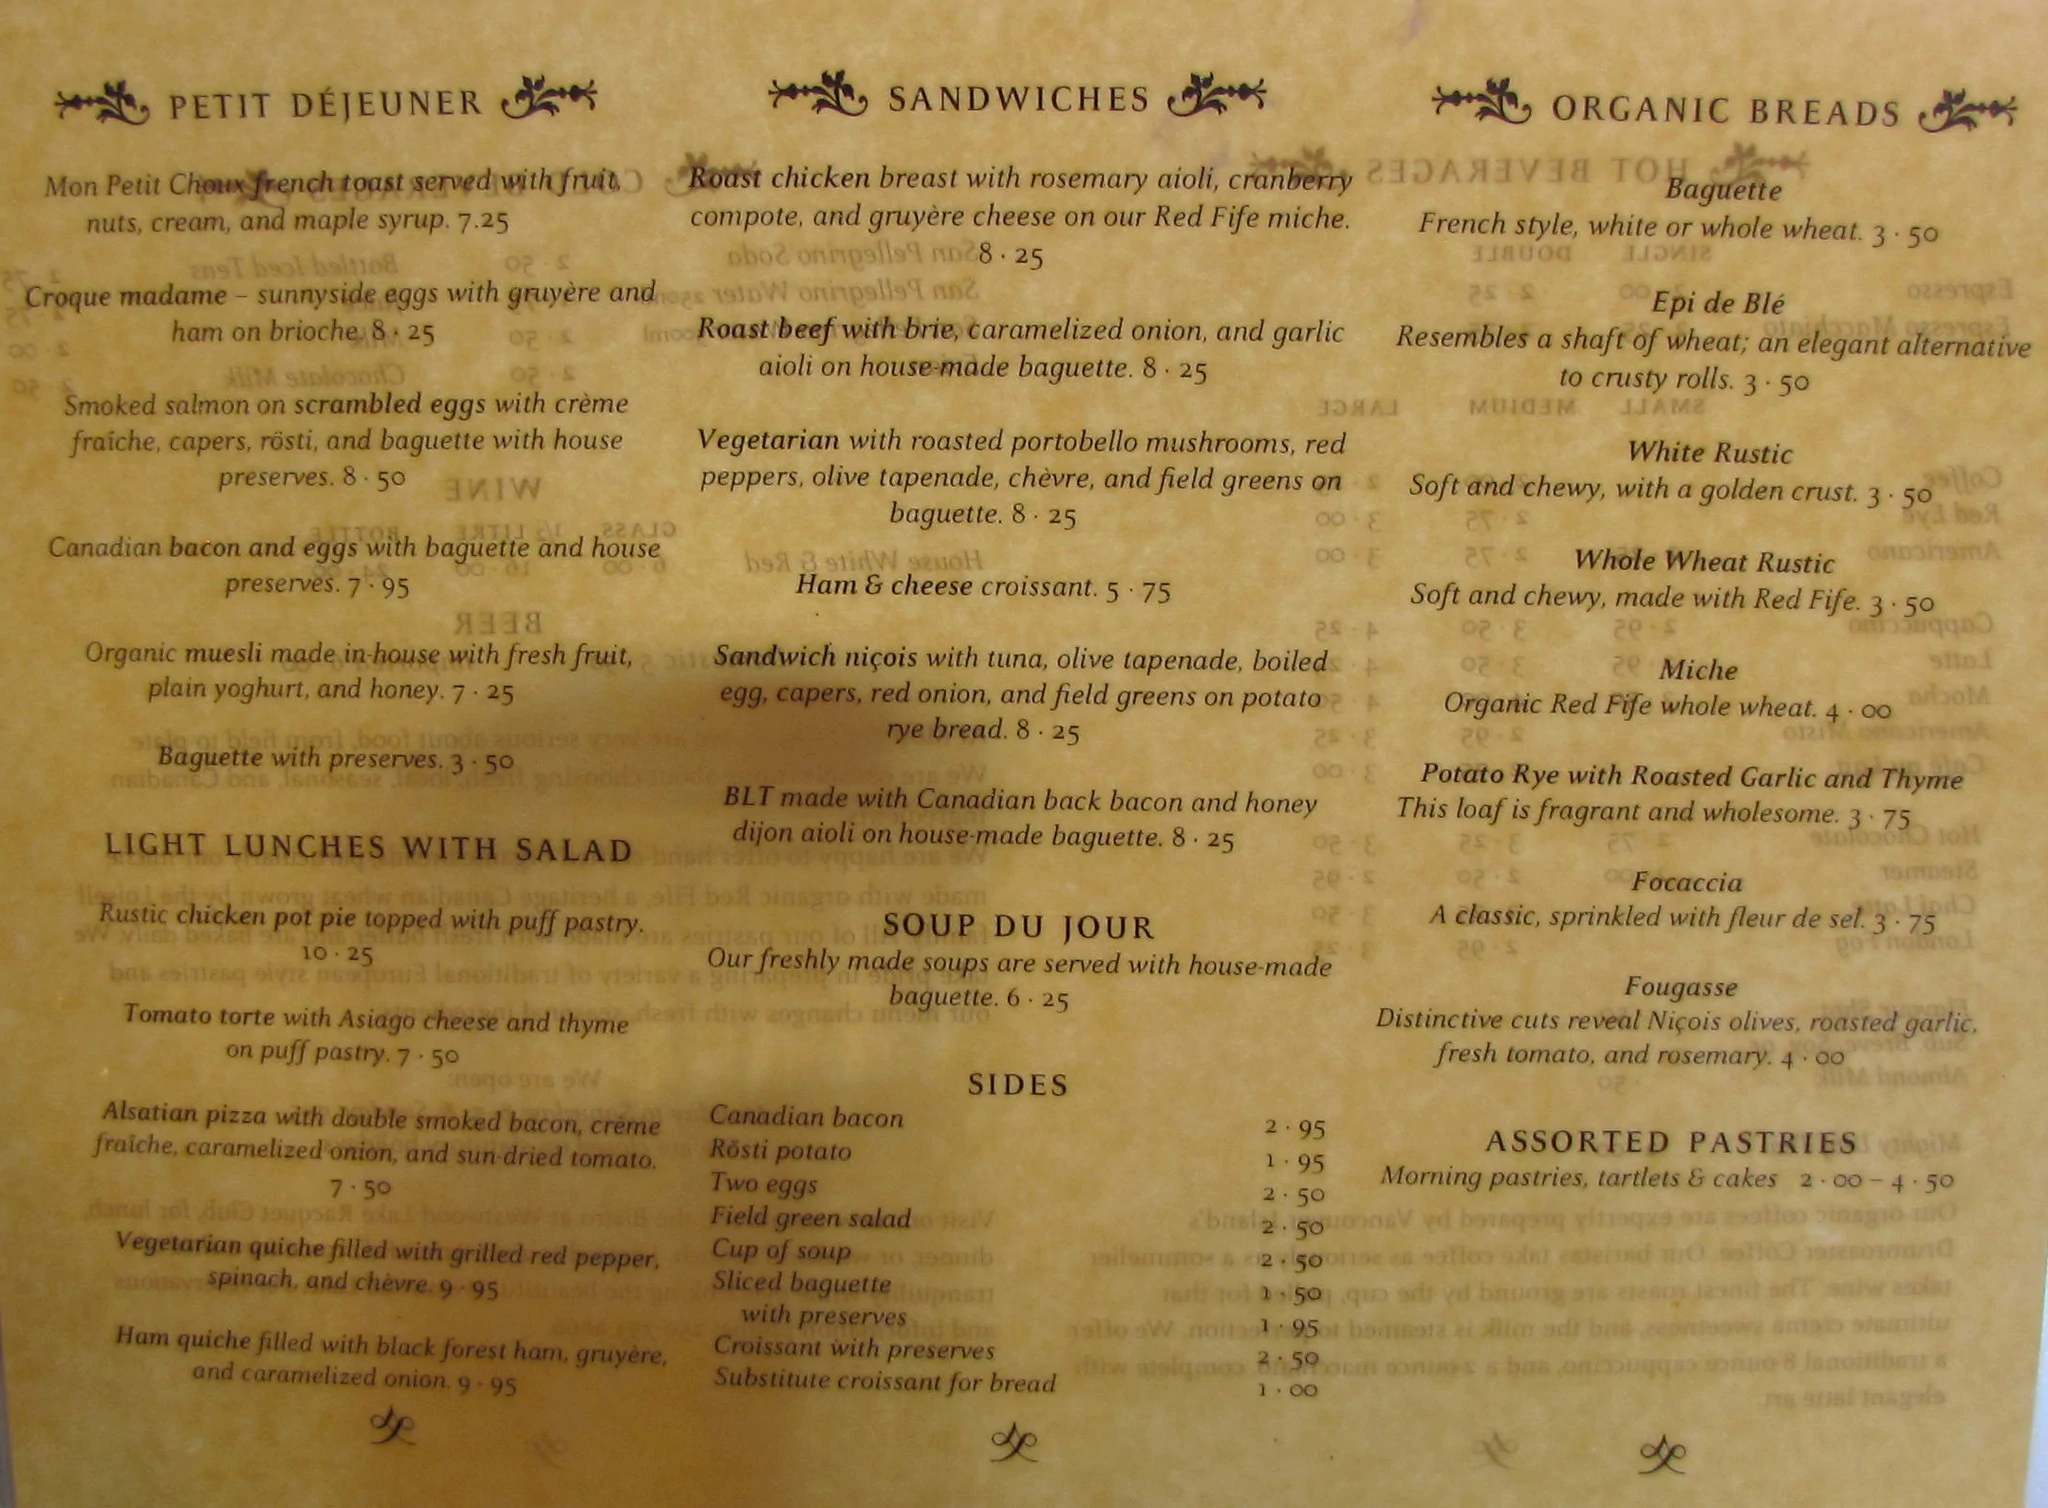 PETIT DÉJEUNER
Mon Petit Choux french toast served with fruit,
nuts, cream, and maple syrup. 7.25
Croque madame – sunnyside eggs with gruyère and
ham on brioche. 8 · 25
Smoked salmon on scrambled eggs with crème
fraîche, capers, rösti, and baguette with house
preserves. 8 · 50
Canadian bacon and eggs with baguette and house
preserves. 7 · 95
Organic muesli made in-house with fresh fruit,
plain yoghurt, and honey. 7 · 25
Baguette with preserves. 3 · 50
LIGHT LUNCHES WITH SALAD
Rustic chicken pot pie topped with puff pastry.
10 · 25
Tomato torte with Asiago cheese and thyme
on puff pastry. 7 · 50
Alsatian pizza with double smoked bacon, crème
fraîche, caramelized onion, and sun-dried tomato.
7 · 50
Vegetarian quiche filled with grilled red pepper,
spinach, and chèvre. 9 · 95
Ham quiche filled with black forest ham, gruyère,
and caramelized onion. 9 · 95
SANDWICHES
Roast chicken breast with rosemary aioli, cranberry
compote, and gruyère cheese on our Red Fife miche.
8 · 25
Roast beef with brie, caramelized onion, and garlic
aioli on house-made baguette. 8 · 25
Vegetarian with roasted portobello mushrooms, red
peppers, olive tapenade, chèvre, and field greens on
baguette. 8 · 25
Ham & cheese croissant. 5 · 75
Sandwich niçois with tuna, olive tapenade, boiled
egg, capers, red onion, and field greens on potato
rye bread. 8 · 25
BLT made with Canadian back bacon and honey
dijon aioli on house-made baguette. 8 · 25
SOUP DU JOUR
Our freshly made soups are served with house-made
baguette. 6 · 25
SIDES
Canadian bacon 2 · 95
Rösti potato 1 · 95
Two eggs 2 · 50
Field green salad 2 · 50
Cup of soup 2 · 50
Sliced baguette 1 · 50
with preserves 1 · 95
Croissant with preserves 2 · 50
Substitute croissant for bread 1 · 00
ORGANIC BREADS
Baguette
French style, white or whole wheat. 3 · 50
Epi de Blé
Resembles a shaft of wheat; an elegant alternative
to crusty rolls. 3 · 50
White Rustic
Soft and chewy, with a golden crust. 3 · 50
Whole Wheat Rustic
Soft and chewy, made with Red Fife. 3 · 50
Miche
Organic Red Fife whole wheat. 4 · 00
Potato Rye with Roasted Garlic and Thyme
This loaf is fragrant and wholesome. 3 · 75
Focaccia
A classic, sprinkled with fleur de sel. 3 · 75
Fougasse
Distinctive cuts reveal Niçois olives, roasted garlic,
fresh tomato, and rosemary. 4 · 00
ASSORTED PASTRIES
Morning pastries, tartlets & cakes 2 · 00 – 4 · 50